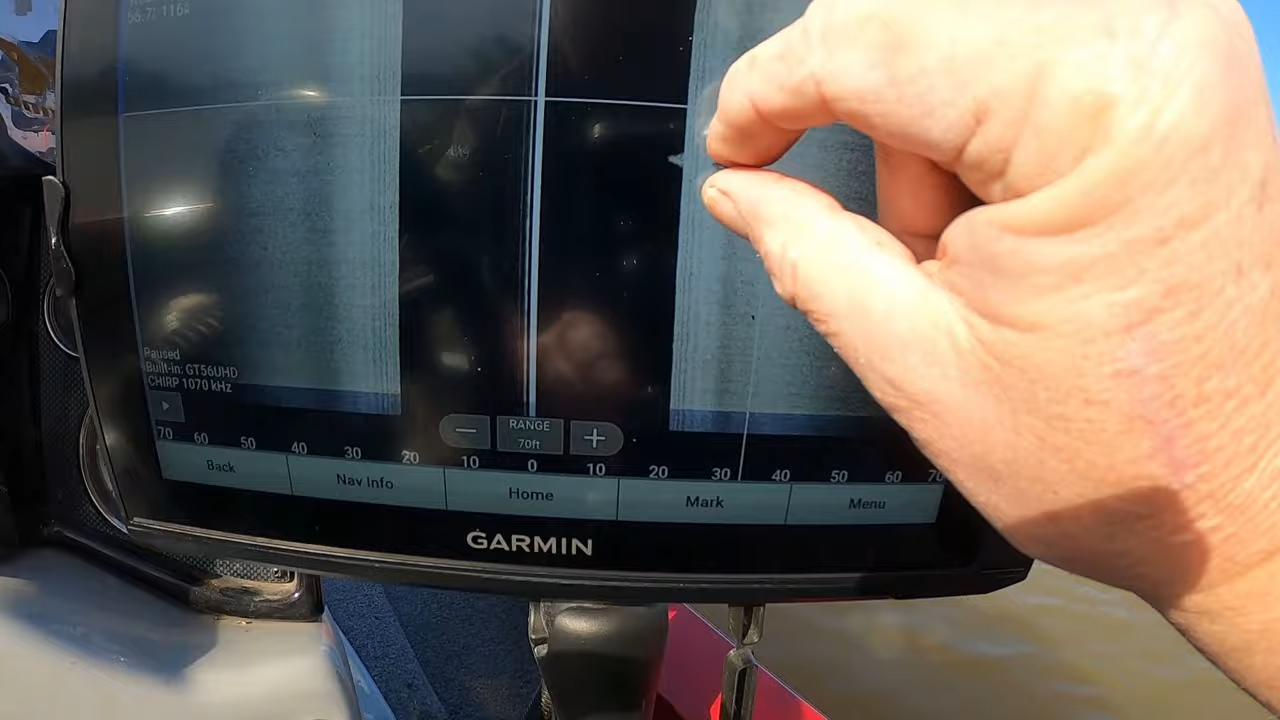 Paused
Built-in: GT56UHD
CHIRP 1070 kHz
RANGE
70ft
70 60 50 40 30 20 10 0 10 20 30 40 50 60 70
Back Nav Info Home Mark Menu
GARMIN